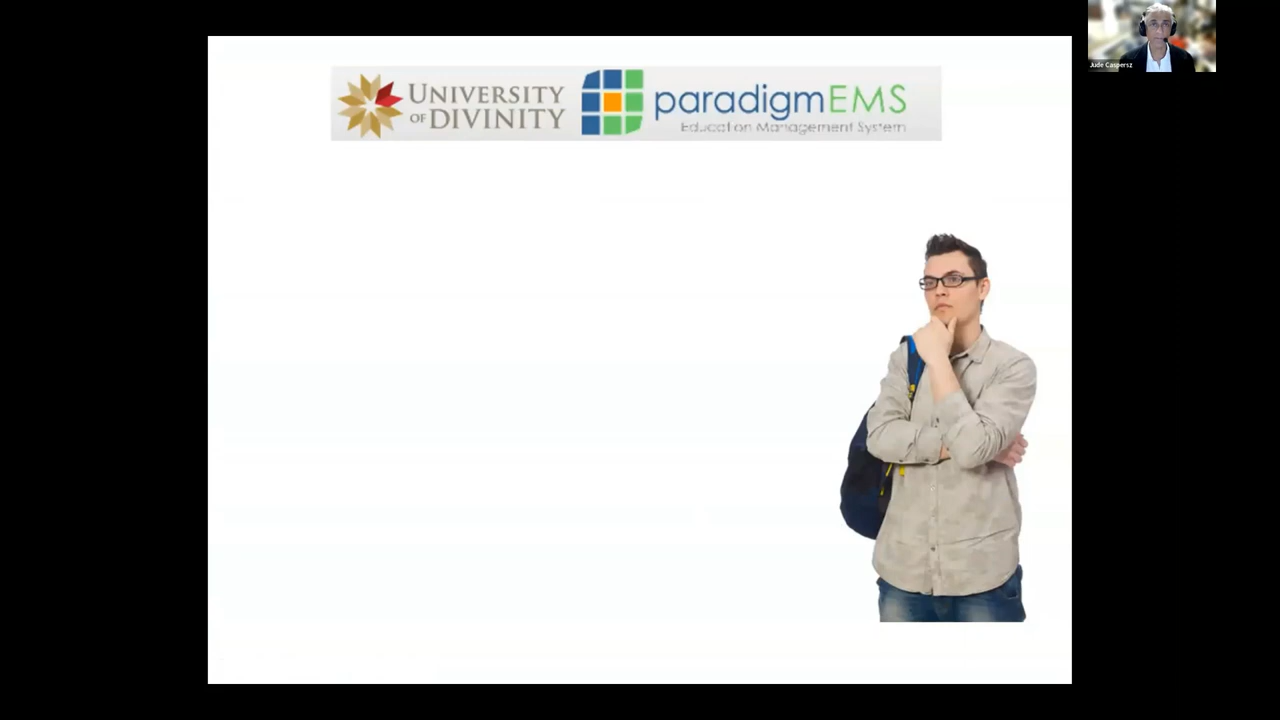 UNIVERSITY
OF DIVINITY
paradigmEMS
Education Management System
Jude Caspersz